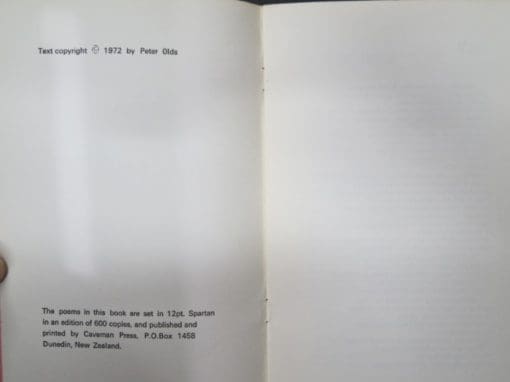 Text copyright © 1972 by Peter Olds
The poems in this book are set in 12pt. Spartan
in an edition of 600 copies, and published and
printed by Caveman Press, P.O.Box 1458
Dunedin, New Zealand.